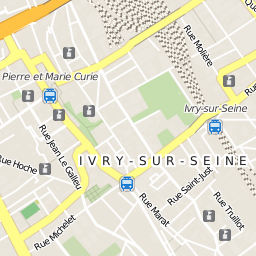 Ou
Rue Molière
Pierre et Marie Curie
Ivry-sur-Seine
Rue Jean Le Galleu
Rue Hoche
IVRY-SUR-SEINE
Rue Saint-Just
Rue Truillot
Rue Marat
Rue Michelet